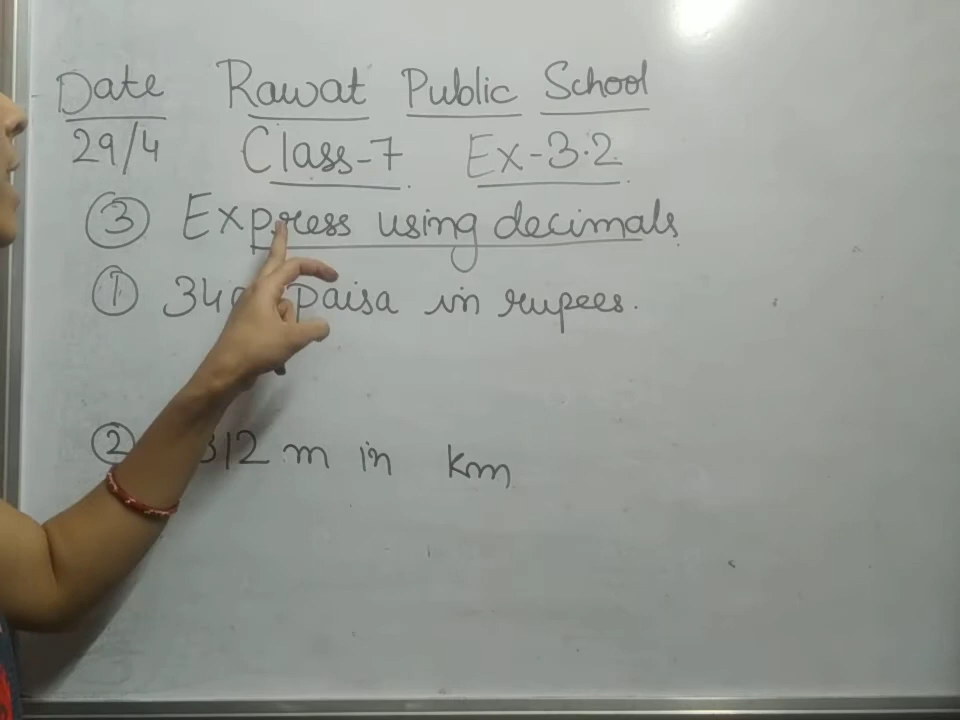 Date Rawat Public School
29/4 Class-7 Ex-3.2
③ Express using decimals.
① paisa in rupees.
② m in km